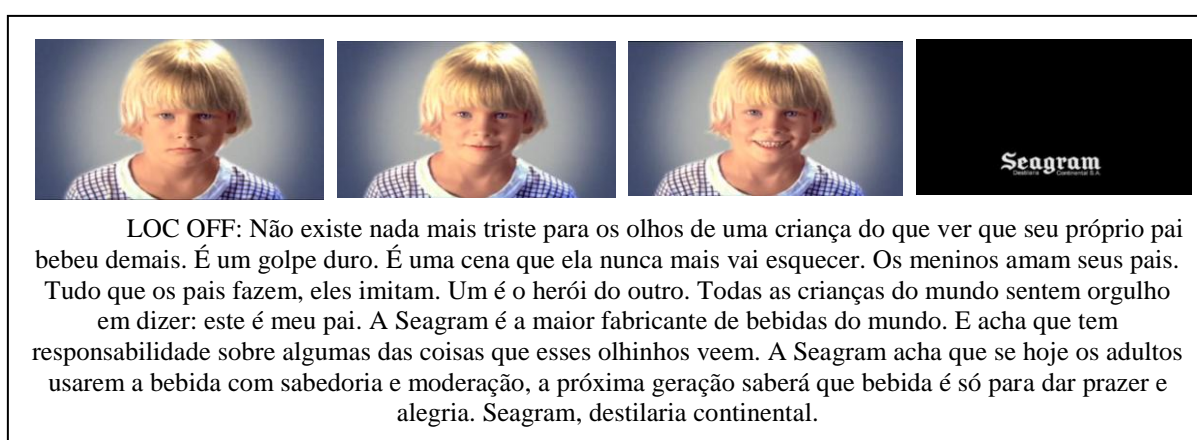 Seagram
Destilaria Continental S.A.
LOC OFF: Não existe nada mais triste para os olhos de uma criança do que ver que seu próprio pai
bebeu demais. É um golpe duro. É uma cena que ela nunca mais vai esquecer. Os meninos amam seus pais.
Tudo que os pais fazem, eles imitam. Um é o herói do outro. Todas as crianças do mundo sentem orgulho
em dizer: este é meu pai. A Seagram é a maior fabricante de bebidas do mundo. E acha que tem
responsabilidade sobre algumas das coisas que esses olhinhos veem. A Seagram acha que se hoje os adultos
usarem a bebida com sabedoria e moderação, a próxima geração saberá que bebida é só para dar prazer e
alegria. Seagram, destilaria continental.